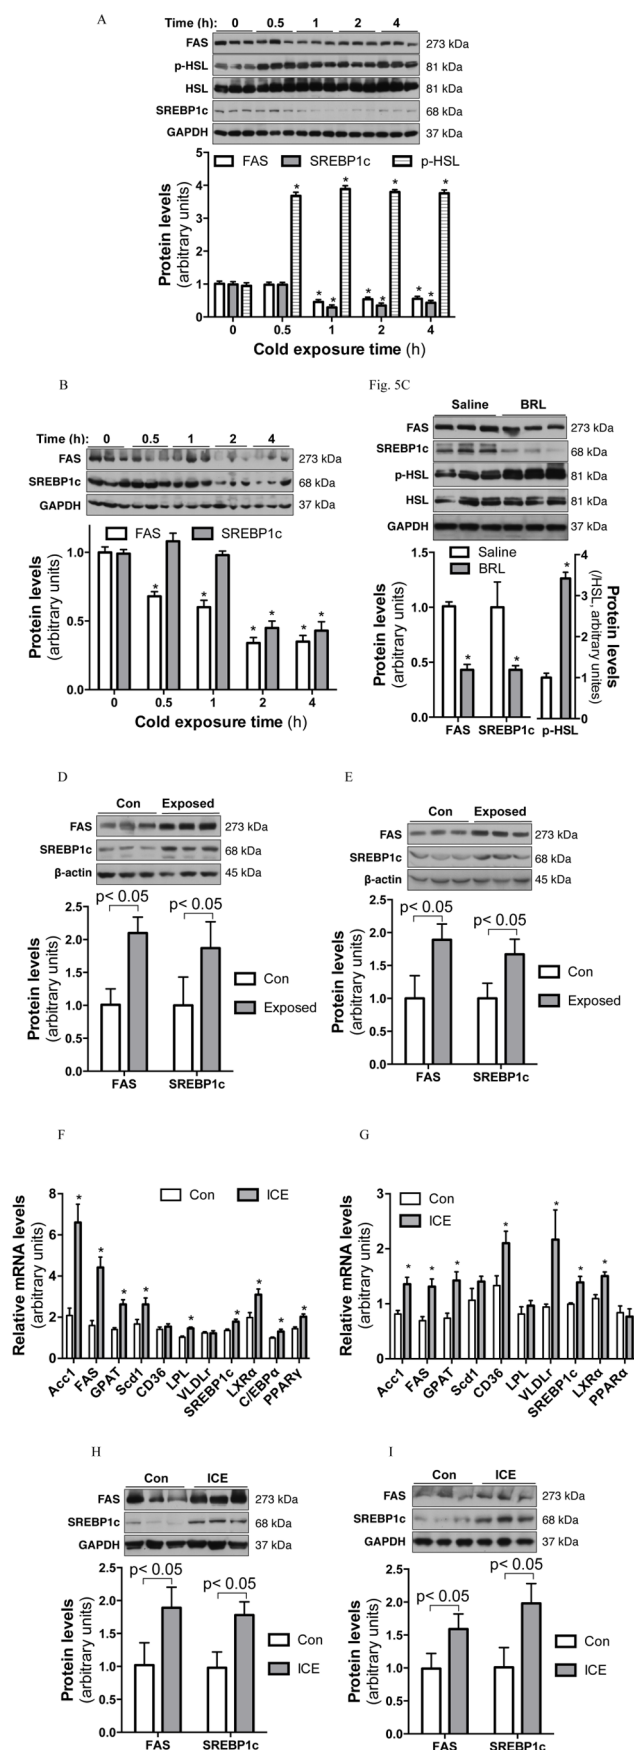 A
Time (h): 0 0.5 1 2 4
FAS 273 kDa
p-HSL 81 kDa
HSL 81 kDa
SREBP1c 68 kDa
GAPDH 37 kDa
FAS SREBP1c p-HSL
Protein levels
(arbitrary units)
5
4
3
2
1
0
* * * * * * * * * *
0 0.5 1 2 4
Cold exposure time (h)
B
Time (h): 0 0.5 1 2 4
FAS 273 kDa
SREBP1c 68 kDa
GAPDH 37 kDa
FAS SREBP1c
Protein levels
(arbitrary units)
1.0
0.5
0.0
* * * * * *
0 0.5 1 2 4
Cold exposure time (h)
Fig. 5C
Saline BRL
FAS 273 kDa
SREBP1c 68 kDa
p-HSL 81 kDa
HSL 81 kDa
GAPDH 37 kDa
Saline
BRL
Protein levels
(arbitrary units)
1.5
1.0
0.5
0.0
* * *
4
3
2
1
0
Protein levels
(/HSL, arbitrary unites)
FAS SREBP1c p-HSL
D
Con Exposed
FAS 273 kDa
SREBP1c 68 kDa
β-actin 45 kDa
p< 0.05
p< 0.05
Protein levels
(arbitrary units)
2.5
2.0
1.5
1.0
0.5
0.0
Con
Exposed
FAS SREBP1c
E
Con Exposed
FAS 273 kDa
SREBP1c 68 kDa
β-actin 45 kDa
p< 0.05
p< 0.05
Protein levels
(arbitrary units)
2.5
2.0
1.5
1.0
0.5
0.0
Con
Exposed
FAS SREBP1c
F
Con ICE
Relative mRNA levels
(arbitrary units)
8
6
4
2
0
* * * * * * * * *
Acc1 FAS GPAT Scd1 CD36 LPL VLDLr SREBP1c LXRα C/EBPα PPARγ
G
Con
ICE
Relative mRNA levels
(arbitrary units)
3
2
1
0
* * * * * * *
Acc1 FAS GPAT Scd1 CD36 LPL VLDLr SREBP1c LXRα PPARα
H
Con ICE
FAS 273 kDa
SREBP1c 68 kDa
GAPDH 37 kDa
p< 0.05
p< 0.05
Protein levels
(arbitrary units)
2.5
2.0
1.5
1.0
0.5
0.0
Con
ICE
FAS SREBP1c
I
Con ICE
FAS 273 kDa
SREBP1c 68 kDa
GAPDH 37 kDa
p< 0.05
p< 0.05
Protein levels
(arbitrary units)
2.5
2.0
1.5
1.0
0.5
0.0
Con
ICE
FAS SREBP1c